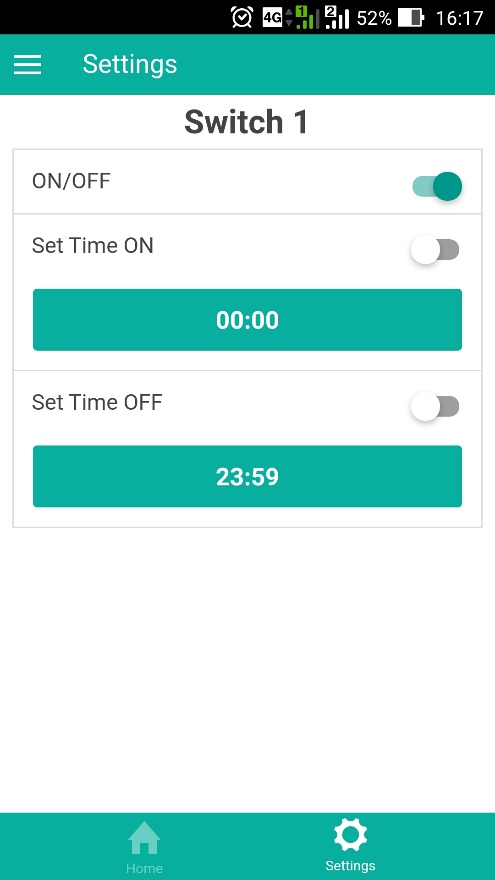 4G 1 2 52% 16:17
Settings
Switch 1
ON/OFF
Set Time ON
00:00
Set Time OFF
23:59
Home
Settings